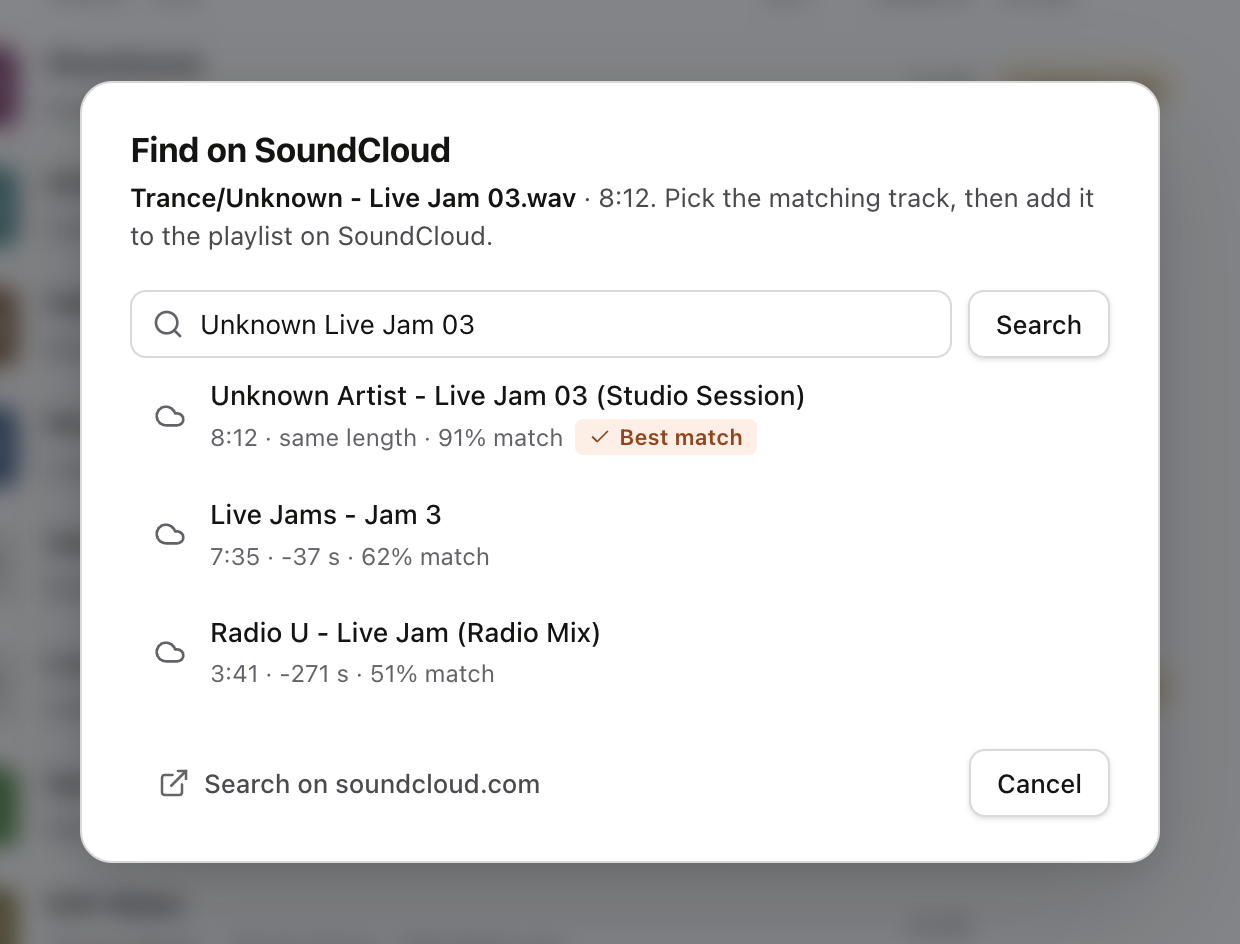 Find on SoundCloud
Trance/Unknown - Live Jam 03.wav · 8:12. Pick the matching track, then add it
to the playlist on SoundCloud.
Unknown Live Jam 03
Search
Unknown Artist - Live Jam 03 (Studio Session)
8:12 · same length · 91% match
Best match
Live Jams - Jam 3
7:35 · -37 s · 62% match
Radio U - Live Jam (Radio Mix)
3:41 · -271 s · 51% match
Search on soundcloud.com
Cancel